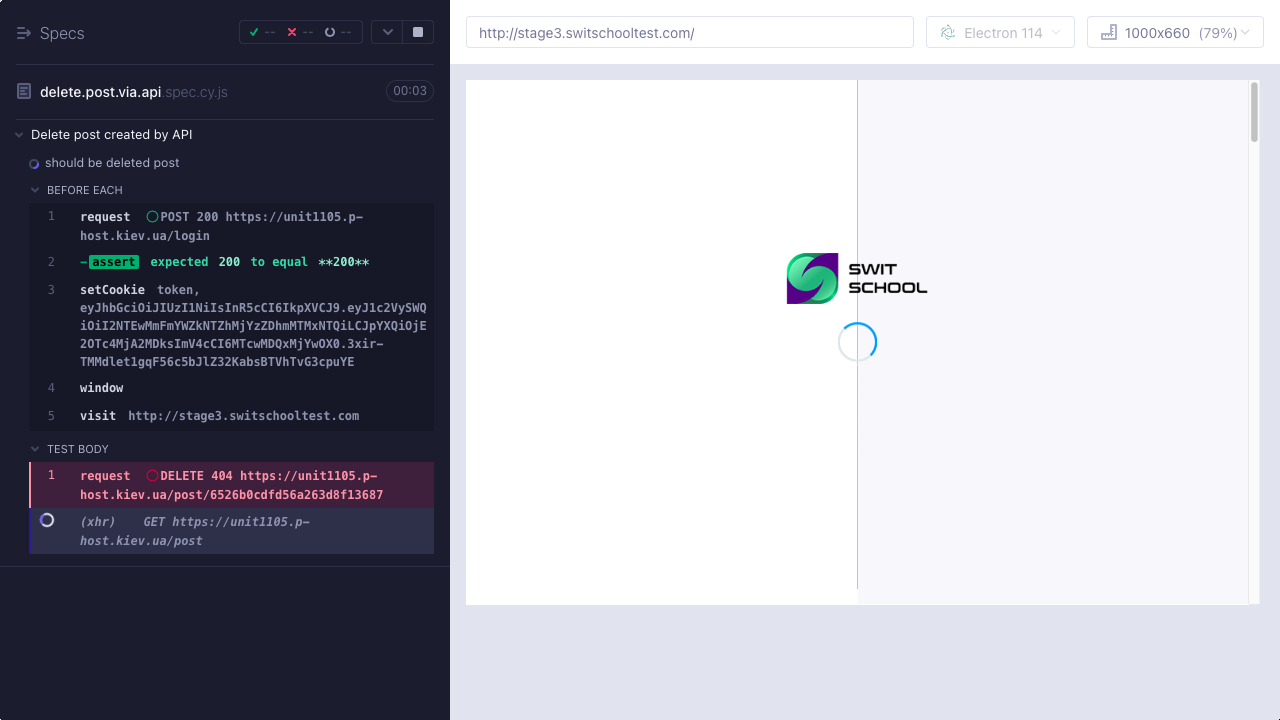 Specs
--
--
--
http://stage3.switschooltest.com/
Electron 114
1000x660 (79%)
delete.post.via.api.spec.cy.js
00:03
Delete post created by API
should be deleted post
BEFORE EACH
1 request POST 200 https://unit1105.p-
host.kiev.ua/login
2 -assert expected 200 to equal **200**
3 setCookie token,
eyJhbGciOiJIUzI1NiIsInR5cCI6IkpXVCJ9.eyJ1c2VySWQ
iOiI2NTEwMmFmYWZkNTZhMjYzZDhmMTMxNTQiLCJpYXQiOjE
2OTc4MjA2MDksImV4cCI6MTcwMDQxMjYwOX0.3xir-
TMMdlet1gqF56c5bJlZ32KabsBTVhTvG3cpuYE
4 window
5 visit http://stage3.switschooltest.com
TEST BODY
1 request DELETE 404 https://unit1105.p-
host.kiev.ua/post/6526b0cdfd56a263d8f13687
(xhr) GET https://unit1105.p-
host.kiev.ua/post
SWIT
SCHOOL